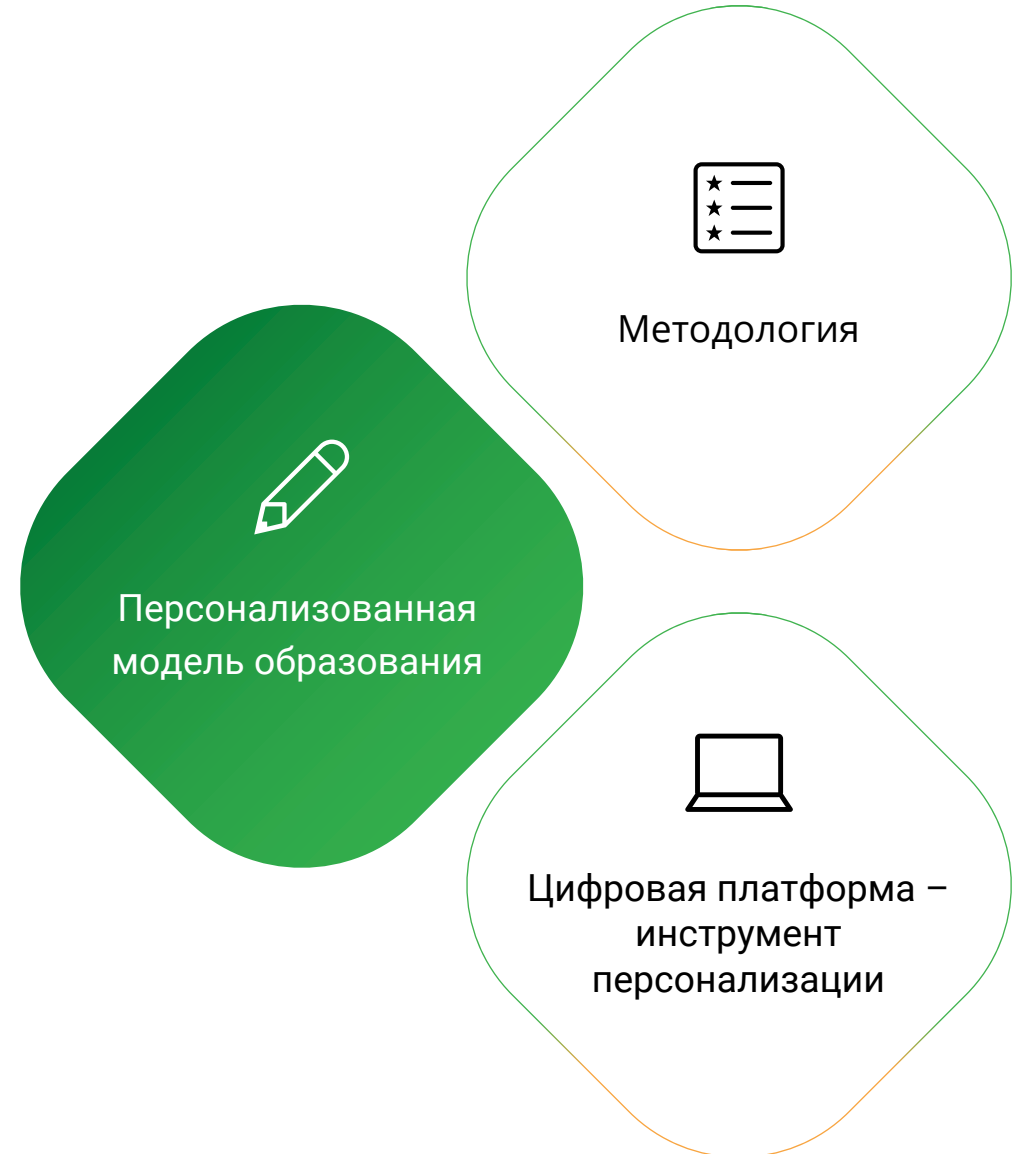 Методология
Персонализованная
модель образования
Цифровая платформа –
инструмент
персонализации